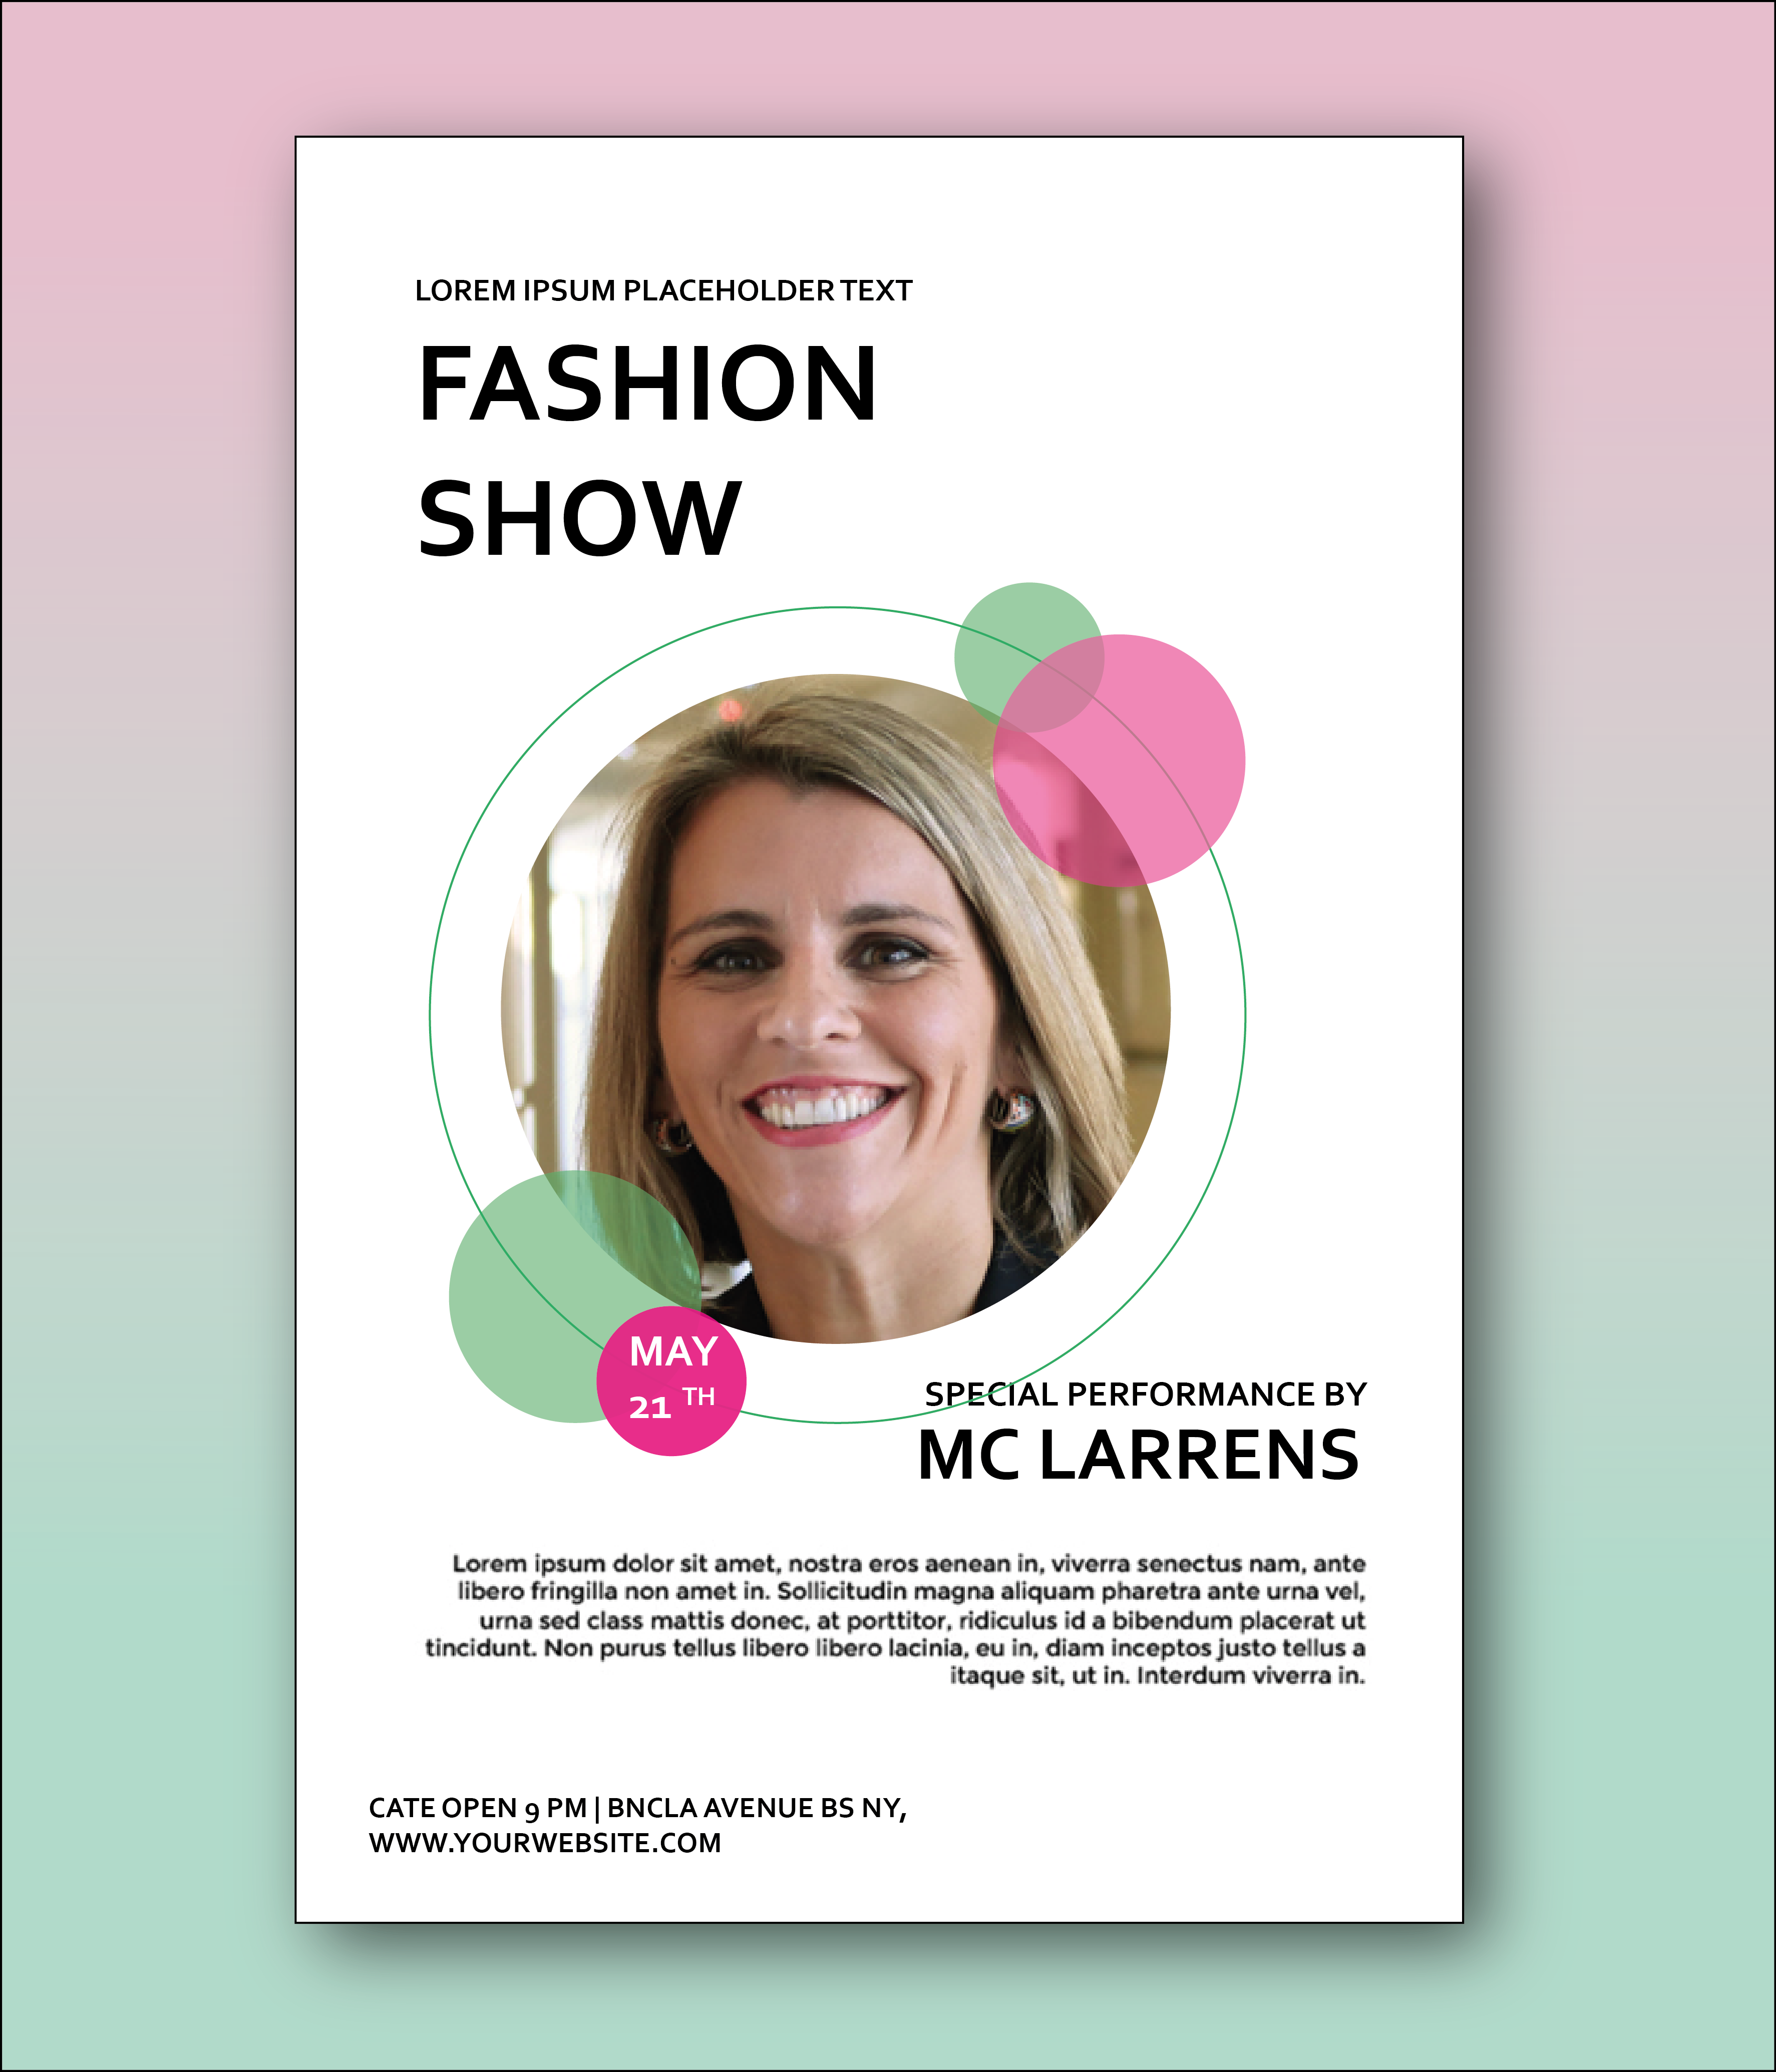 LOREM IPSUM PLACEHOLDER TEXT
FASHION
SHOW
MAY
21 TH
SPECIAL PERFORMANCE BY
MC LARRENS
Lorem ipsum dolor sit amet, nostra eros aenean in, viverra senectus nam, ante
libero fringilla non amet in. Sollicitudin magna aliquam pharetra ante urna vel,
urna sed class mattis donec, at porttitor, ridiculus id a bibendum placerat ut
tincidunt. Non purus tellus libero libero lacinia, eu in, diam inceptos justo tellus a
itaque sit, ut in. Interdum viverra in.
CATE OPEN 9 PM | BNCLA AVENUE BS NY,
WWW.YOURWEBSITE.COM